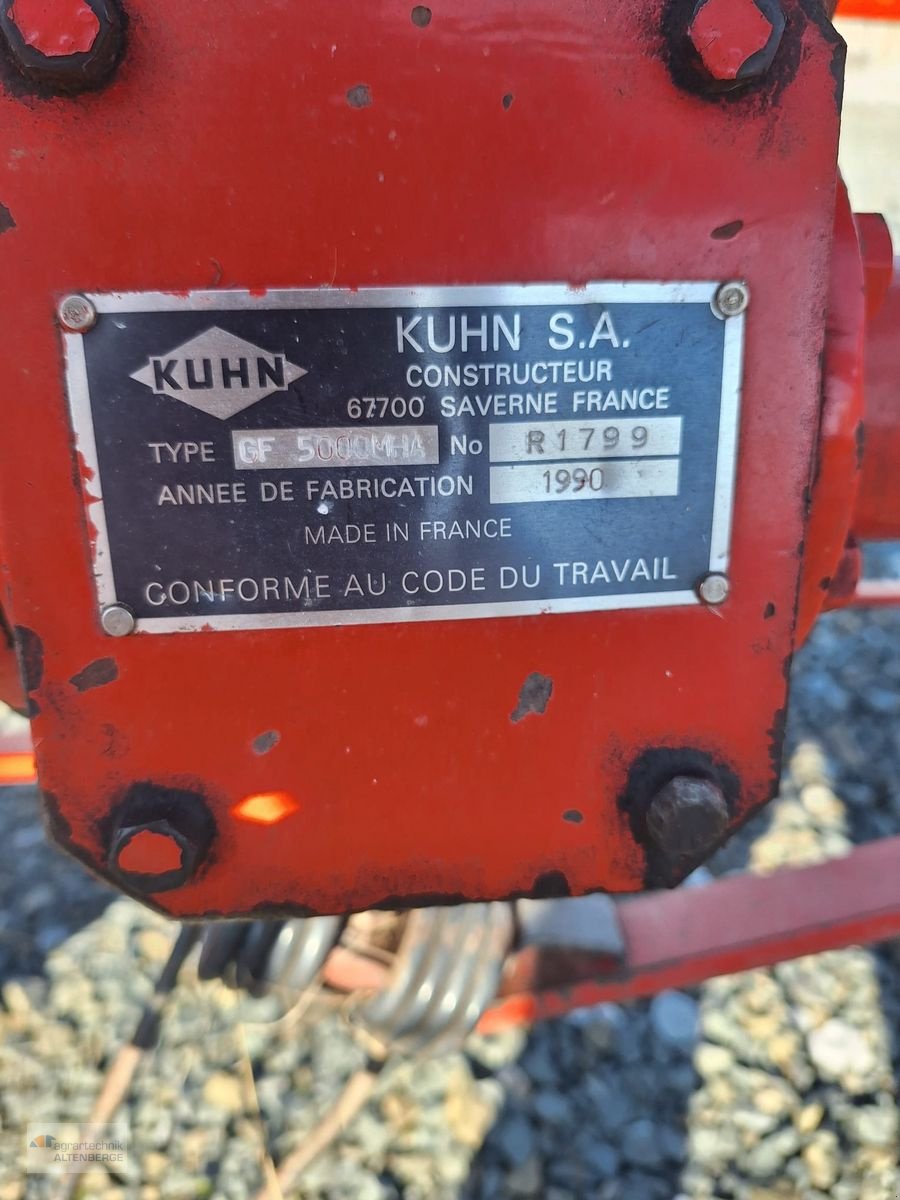 KUHN
KUHN S.A.
CONSTRUCTEUR
67700 SAVERNE FRANCE
TYPE GF 5000MHA No R1799
ANNEE DE FABRICATION 1990
MADE IN FRANCE
CONFORME AU CODE DU TRAVAIL
agrartechnik
ALTENBERGE